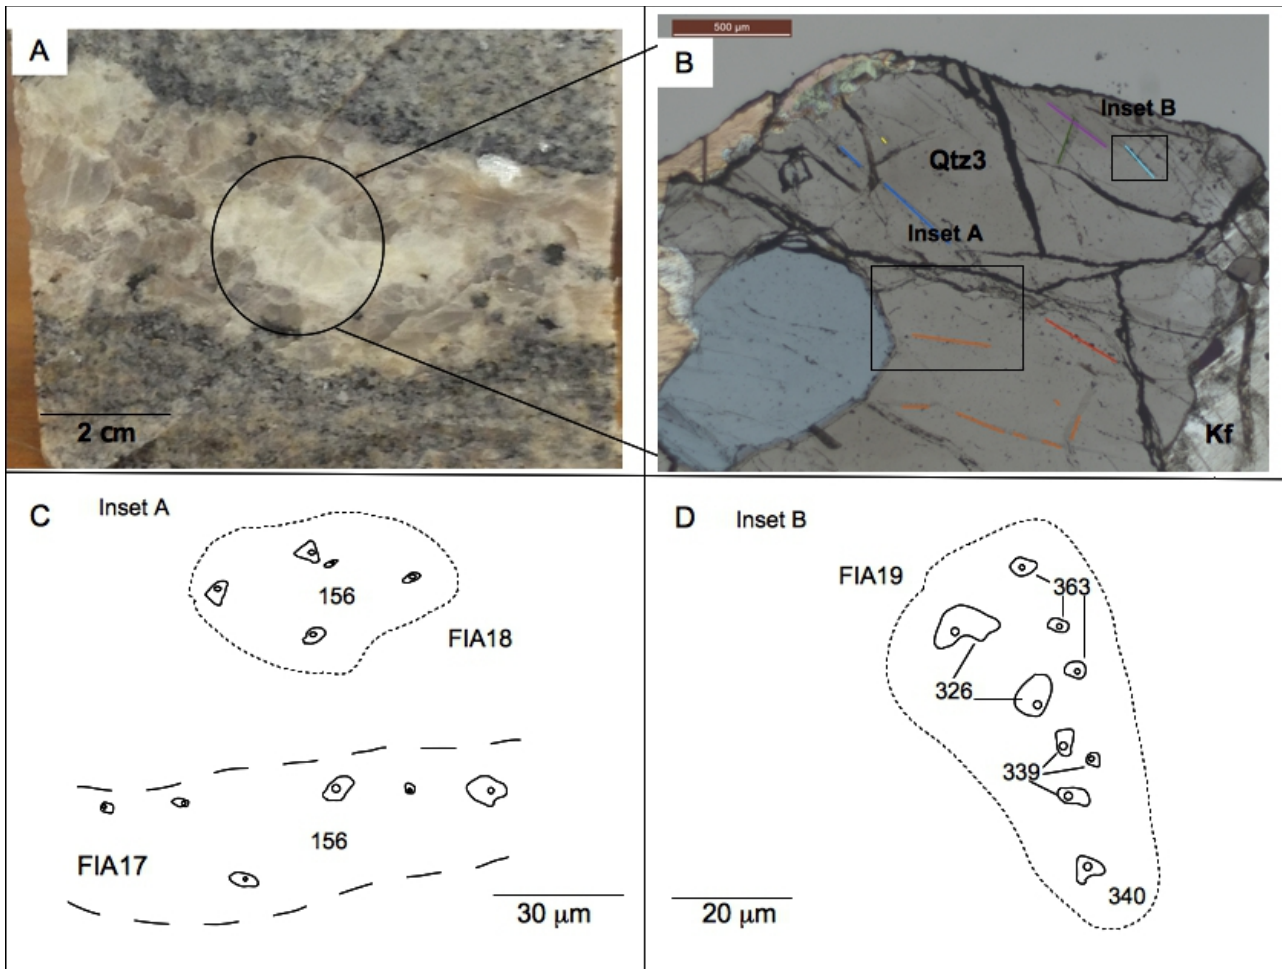 A
2 cm
B
500 µm
Inset B
Qtz3
Inset A
Kf
C
Inset A
156
FIA18
156
FIA17
30 µm
D
Inset B
FIA19
363
326
339
340
20 µm